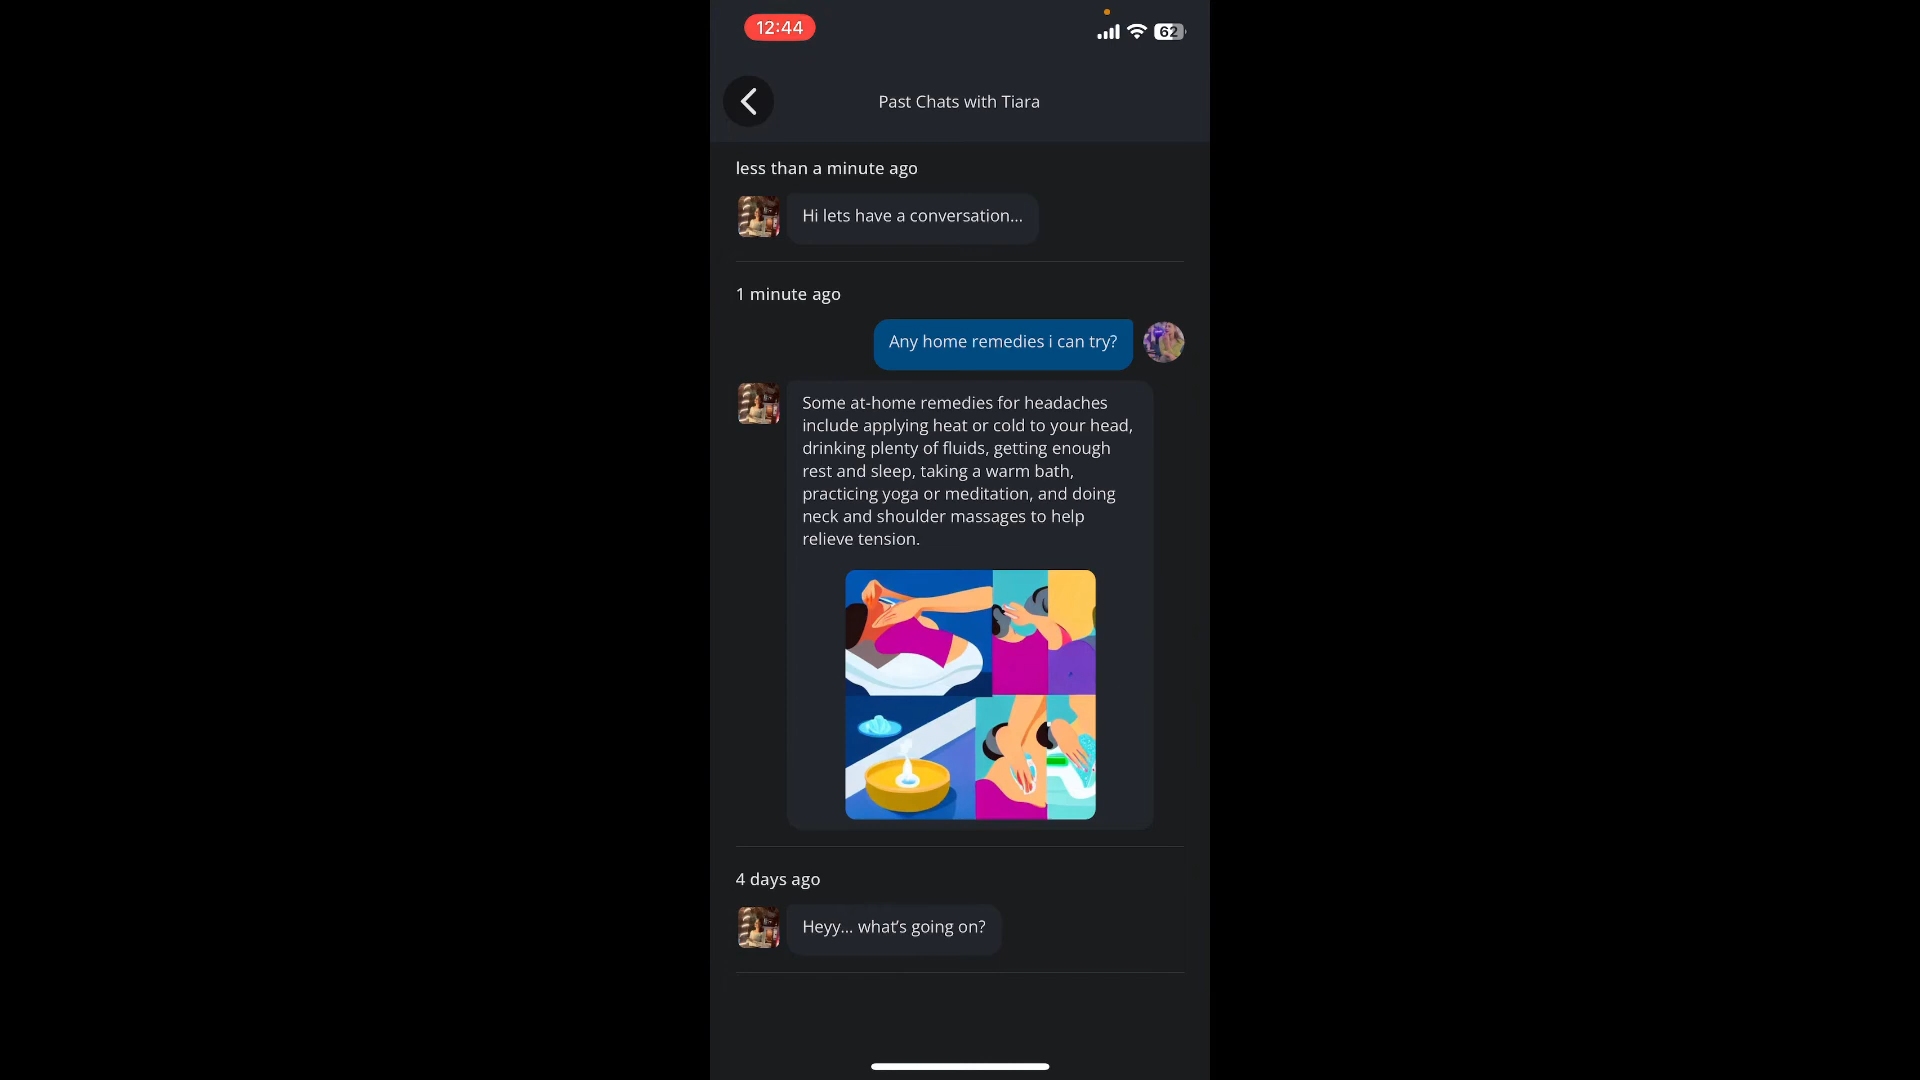 12:44
62
Past Chats with Tiara
less than a minute ago
Hi lets have a conversation...
1 minute ago
Any home remedies i can try?
Some at-home remedies for headaches
include applying heat or cold to your head,
drinking plenty of fluids, getting enough
rest and sleep, taking a warm bath,
practicing yoga or meditation, and doing
neck and shoulder massages to help
relieve tension.
4 days ago
Heyy... what's going on?